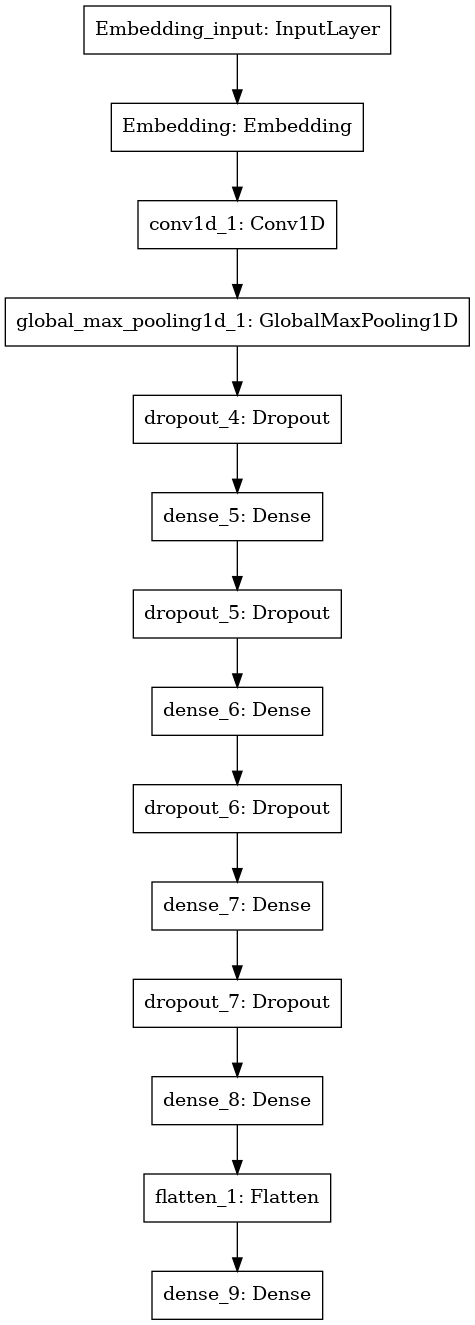 Embedding_input: InputLayer
Embedding: Embedding
conv1d_1: Conv1D
global_max_pooling1d_1: GlobalMaxPooling1D
dropout_4: Dropout
dense_5: Dense
dropout_5: Dropout
dense_6: Dense
dropout_6: Dropout
dense_7: Dense
dropout_7: Dropout
dense_8: Dense
flatten_1: Flatten
dense_9: Dense